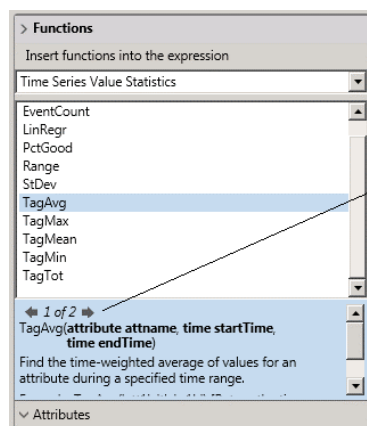 > Functions
Insert functions into the expression
Time Series Value Statistics
EventCount
LinRegr
PctGood
Range
StDev
TagAvg
TagMax
TagMean
TagMin
TagTot
1 of 2
TagAvg(attribute attname, time startTime,
time endTime)
Find the time-weighted average of values for an
attribute during a specified time range.
Attributes